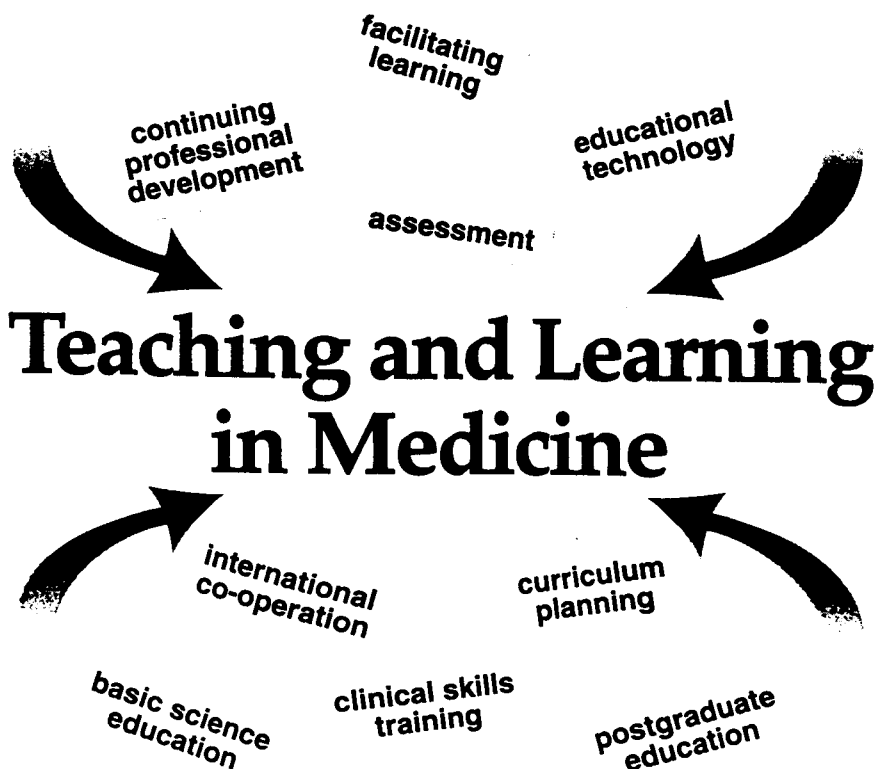 facilitating
learning
continuing
professional
development
educational
technology
assessment
Teaching and Learning
in Medicine
international
co-operation
curriculum
planning
basic science
education
clinical skills
training
postgraduate
education